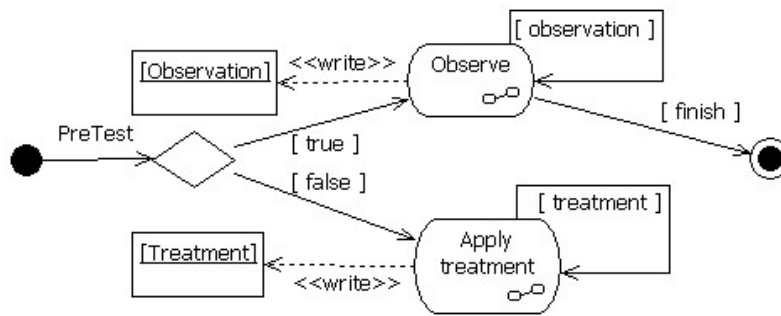 [ observation ]
<<write>>
[Observation]
Observe
PreTest
[ finish ]
[ true ]
[ false ]
[ treatment ]
[Treatment]
Apply
treatment
<<write>>